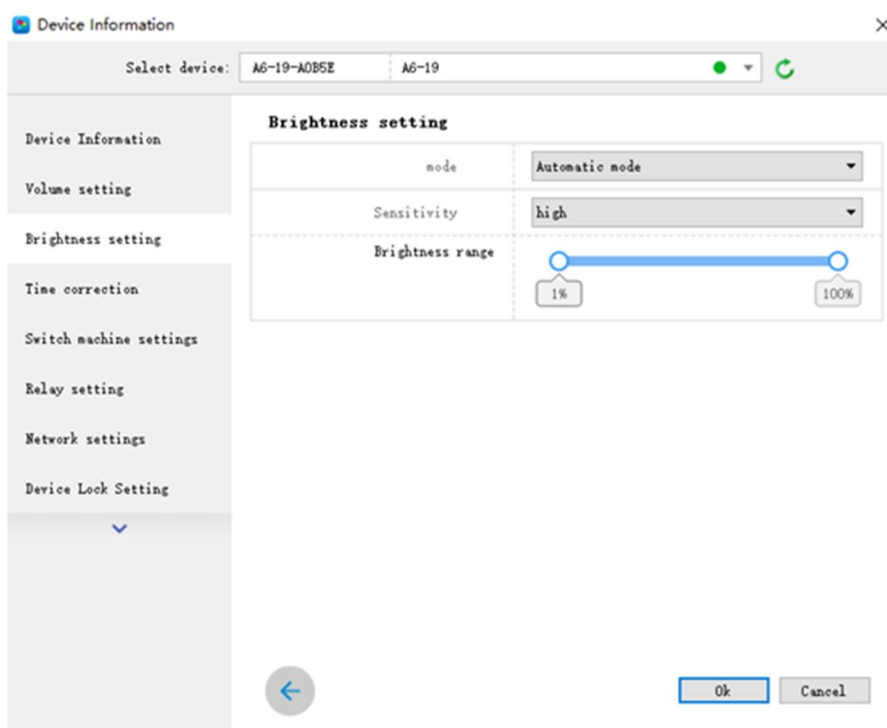 Device Information
Select device: A6-19-A0B5E A6-19
Device Information
Volume setting
Brightness setting
Time correction
Switch machine settings
Relay setting
Network settings
Device Lock Setting
Brightness setting
mode Automatic mode
Sensitivity high
Brightness range
1% 100%
Ok Cancel